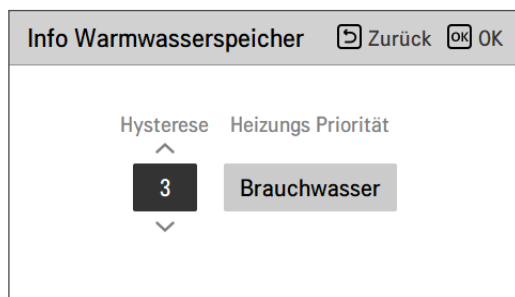 Info Warmwasserspeicher Zurück OK OK
Hysterese Heizungs Priorität
3 Brauchwasser